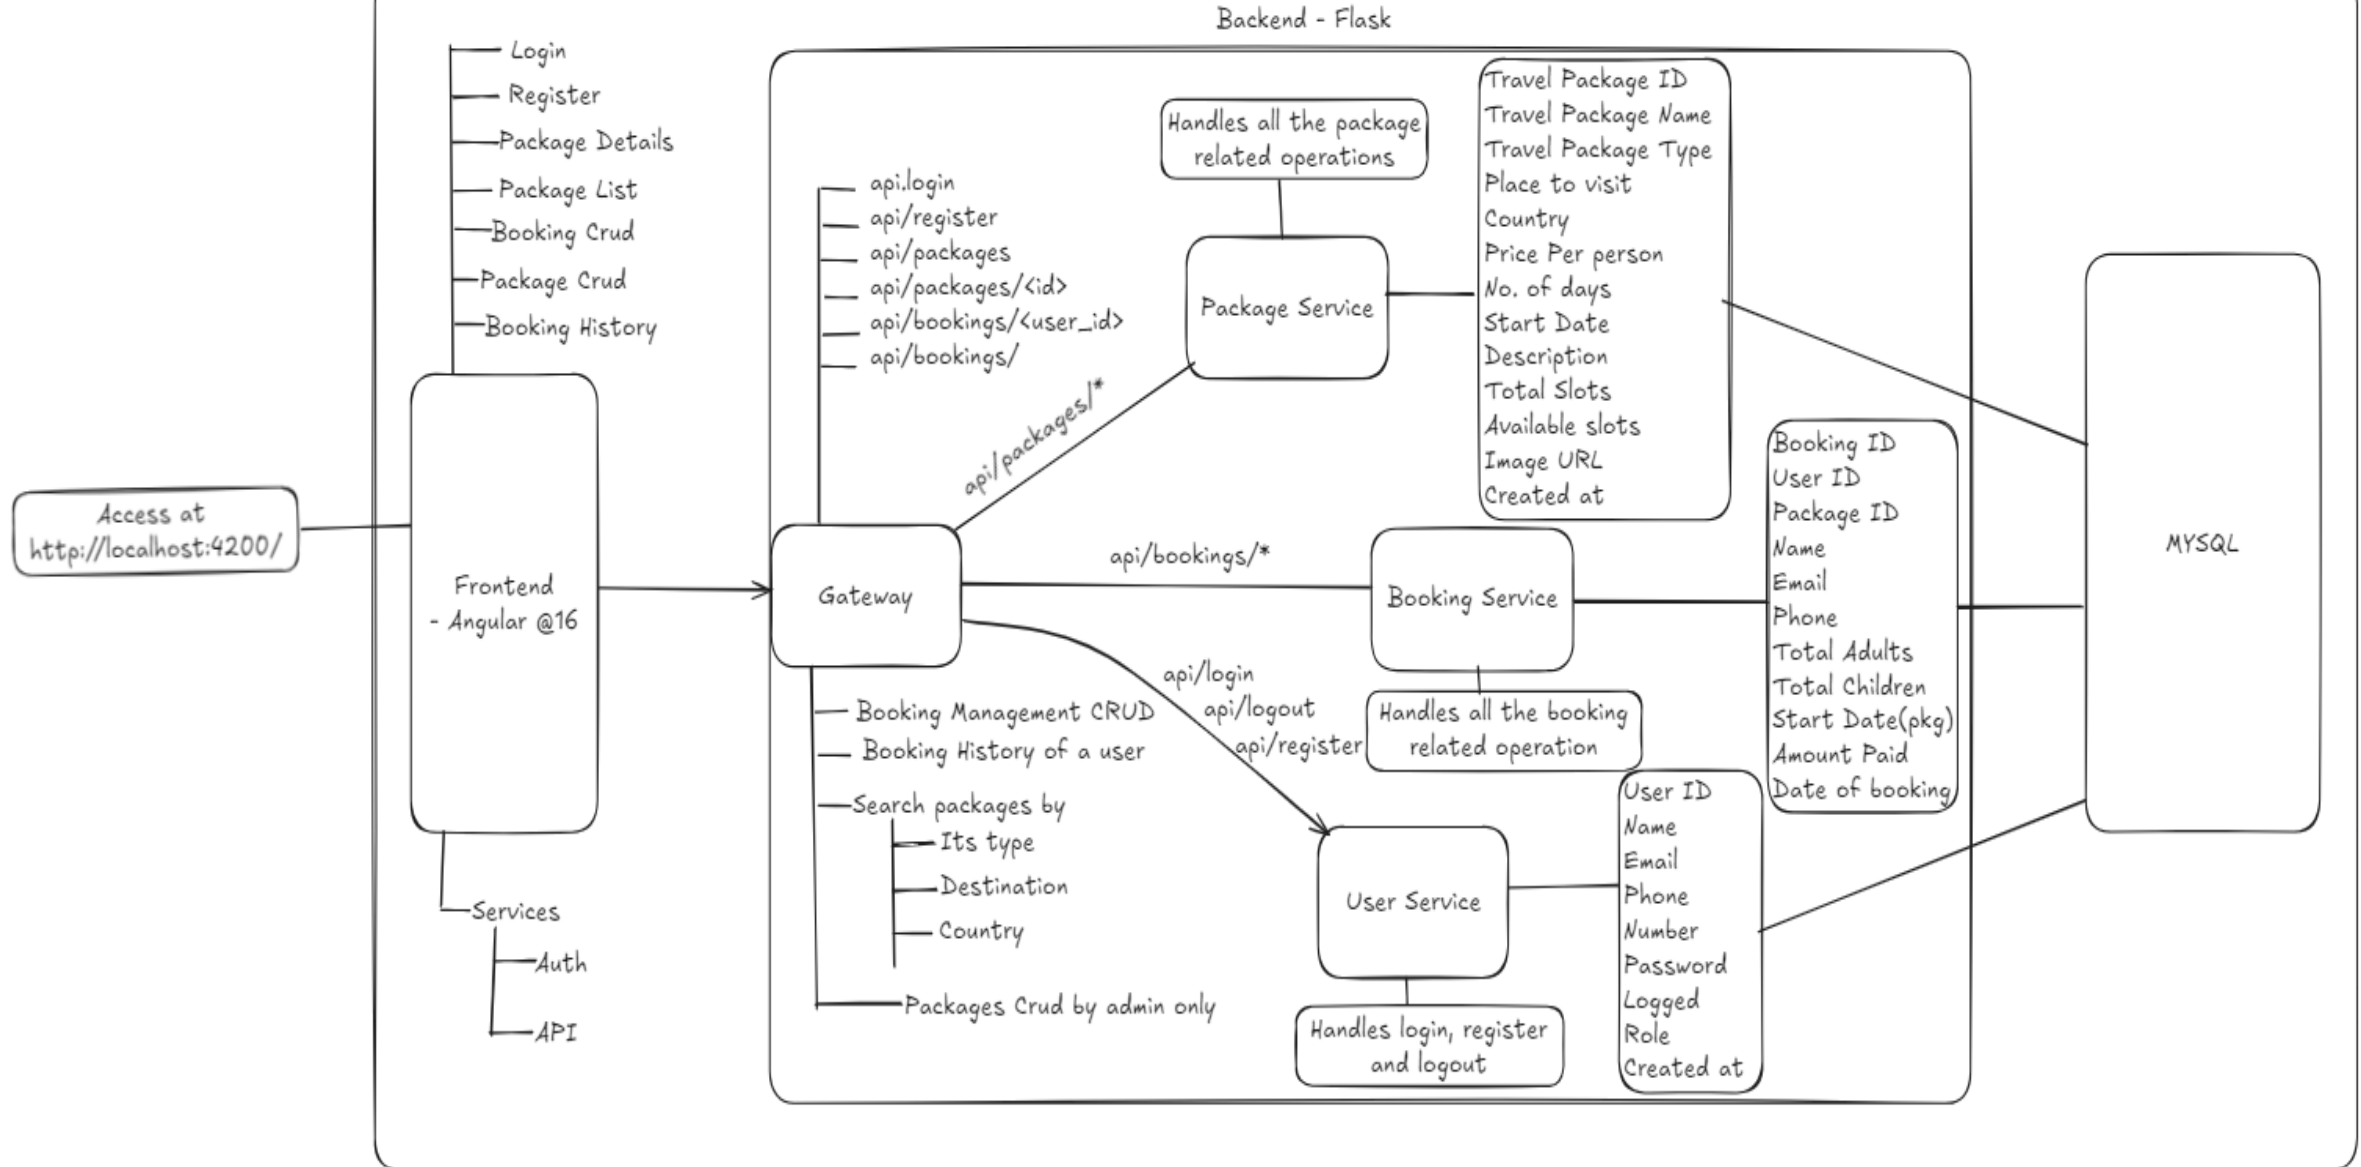 Backend - Flask
Login
Register
Package Details
Package List
Booking Crud
Package Crud
Booking History
Access at
http://localhost:4200/
Frontend
- Angular @16
Services
Auth
API
api.login
api/register
api/packages
api/packages/<id>
api/bookings/<user_id>
api/bookings/
Gateway
Booking Management CRUD
Booking History of a user
Search packages by
Its type
Destination
Country
Packages Crud by admin only
api/packages/*
Handles all the package
related operations
Package Service
Travel Package ID
Travel Package Name
Travel Package Type
Place to visit
Country
Price Per person
No. of days
Start Date
Description
Total Slots
Available slots
Image URL
Created at
api/bookings/*
Booking Service
Handles all the booking
related operation
Booking ID
User ID
Package ID
Name
Email
Phone
Total Adults
Total Children
Start Date(pkg)
Amount Paid
Date of booking
api/login
api/logout
api/register
User Service
Handles login, register
and logout
User ID
Name
Email
Phone
Number
Password
Logged
Role
Created at
MYSQL